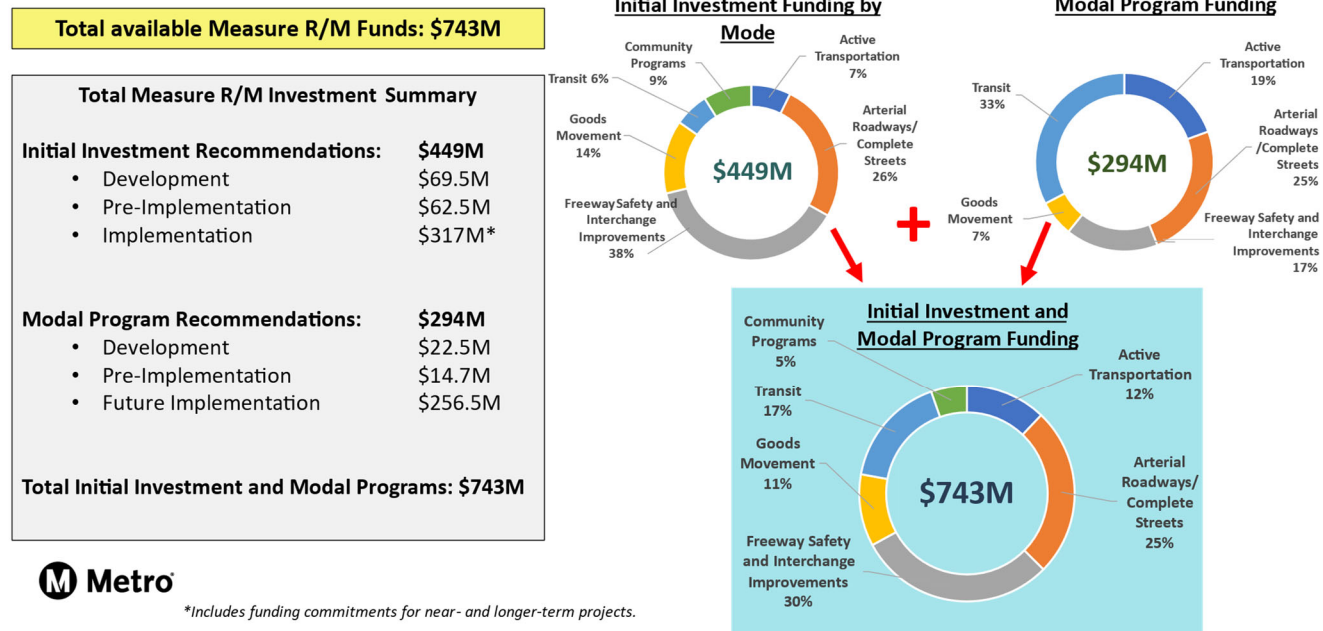 Total available Measure R/M Funds: $743M
Total Measure R/M Investment Summary
Initial Investment Recommendations: $449M
• Development $69.5M
• Pre-Implementation $62.5M
• Implementation $317M*
Modal Program Recommendations: $294M
• Development $22.5M
• Pre-Implementation $14.7M
• Future Implementation $256.5M
Total Initial Investment and Modal Programs: $743M
M Metro
*Includes funding commitments for near- and longer-term projects.
Initial Investment Funding by
Mode
Community
Programs
9%
Active
Transportation
7%
Transit 6%
Arterial
Roadways/
Complete
Streets
26%
Goods
Movement
14%
$449M
Freeway Safety and
Interchange
Improvements
38%
+
Modal Program Funding
Active
Transportation
19%
Transit
33%
Arterial
Roadways
/Complete
Streets
25%
$294M
Goods
Movement
7%
Freeway Safety and
Interchange
Improvements
17%
Initial Investment and
Modal Program Funding
Community
Programs
5%
Active
Transportation
12%
Transit
17%
Goods
Movement
11%
$743M
Arterial
Roadways/
Complete
Streets
25%
Freeway Safety
and Interchange
Improvements
30%